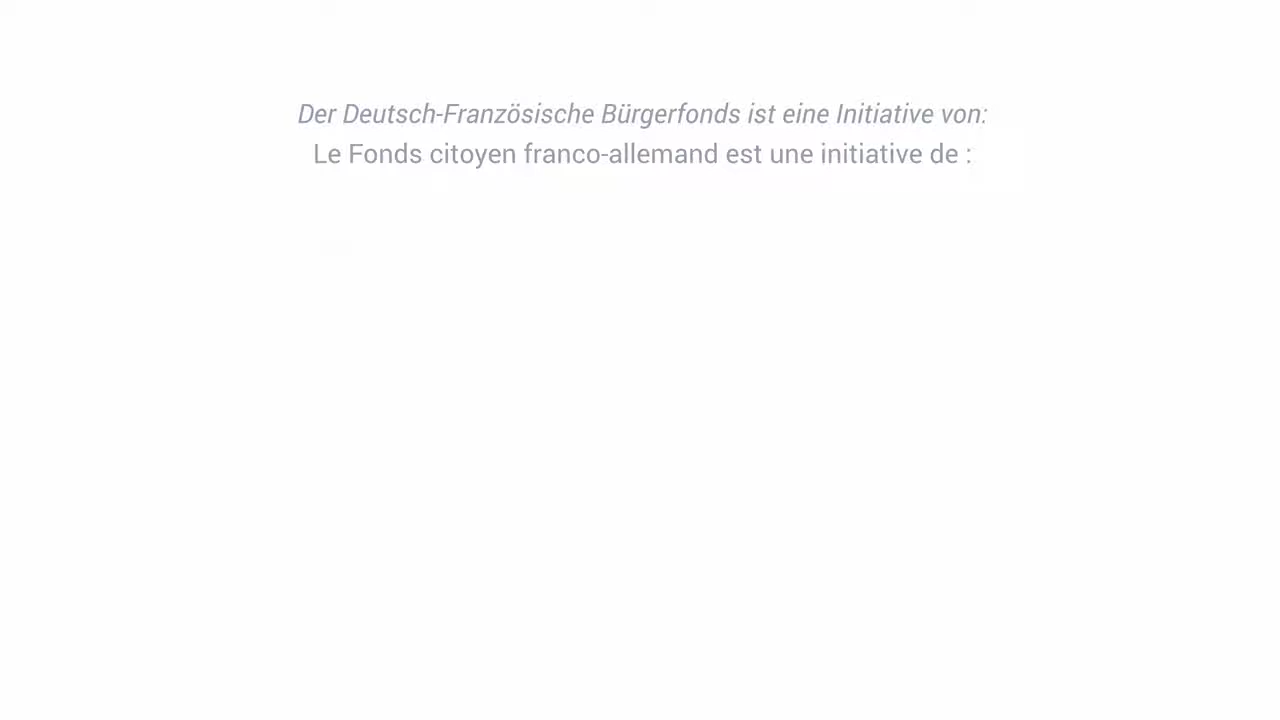 Der Deutsch-Französische Bürgerfonds ist eine Initiative von:
Le Fonds citoyen franco-allemand est une initiative de :